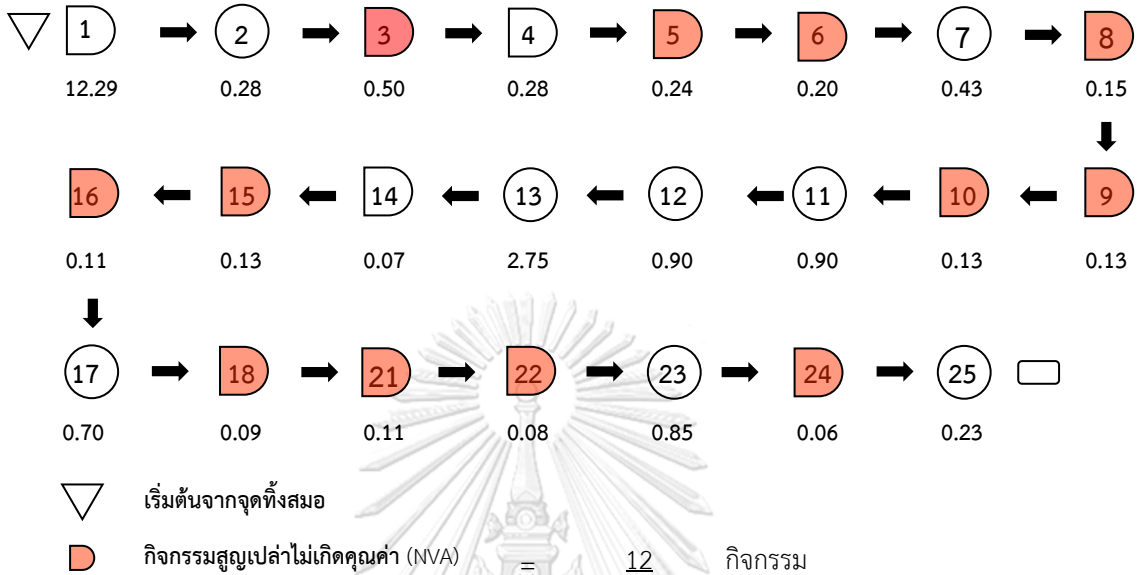 1 2 3 4 5 6 7 8
12.29 0.28 0.50 0.28 0.24 0.20 0.43 0.15
16 15 14 13 12 11 10 9
0.11 0.13 0.07 2.75 0.90 0.90 0.13 0.13
17 18 21 22 23 24 25
0.70 0.09 0.11 0.08 0.85 0.06 0.23
เริ่มต้นจากจุดทิ้งสมอ
กิจกรรมสูญเปล่าไม่เกิดคุณค่า (NVA) = 12 กิจกรรม